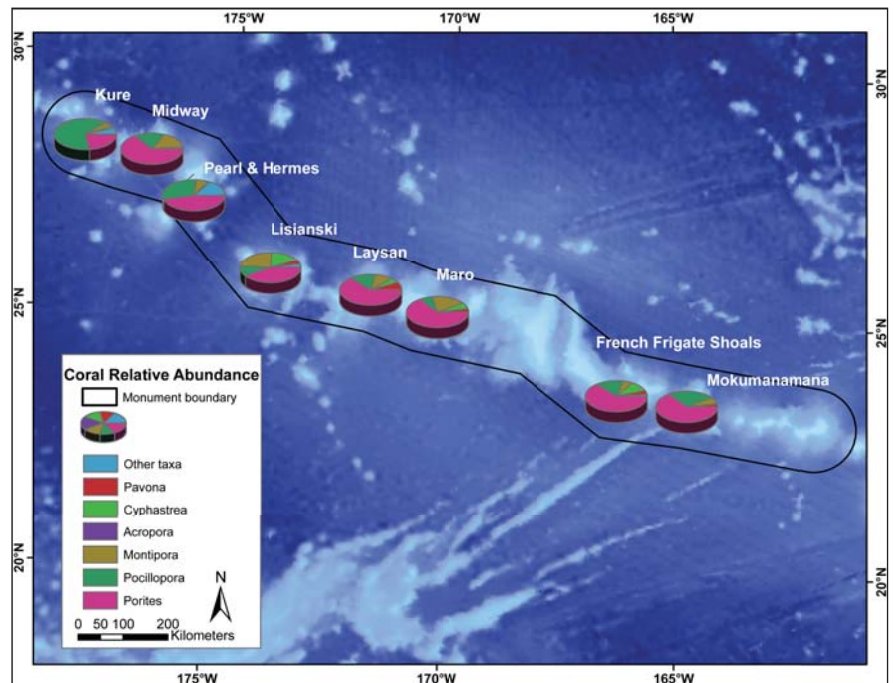 175°W 170°W 165°W
30°N 30°N
Kure
Midway
Pearl & Hermes
Lisianski
Laysan
Maro
25°N 25°N
French Frigate Shoals
Mokumanamana
Coral Relative Abundance
Monument boundary
Other taxa
Pavona
Cyphastrea
Acropora
Montipora
Pocillopora
Porites
N
0 50 100 200
Kilometers
20°N 20°N
175°W 170°W 165°W